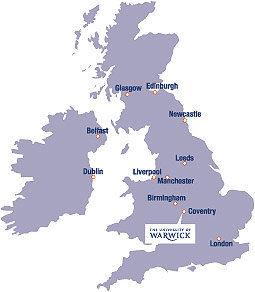 Glasgow
Edinburgh
Newcastle
Belfast
Leeds
Dublin
Liverpool
Manchester
Birmingham
Coventry
THE UNIVERSITY OF
WARWICK
London